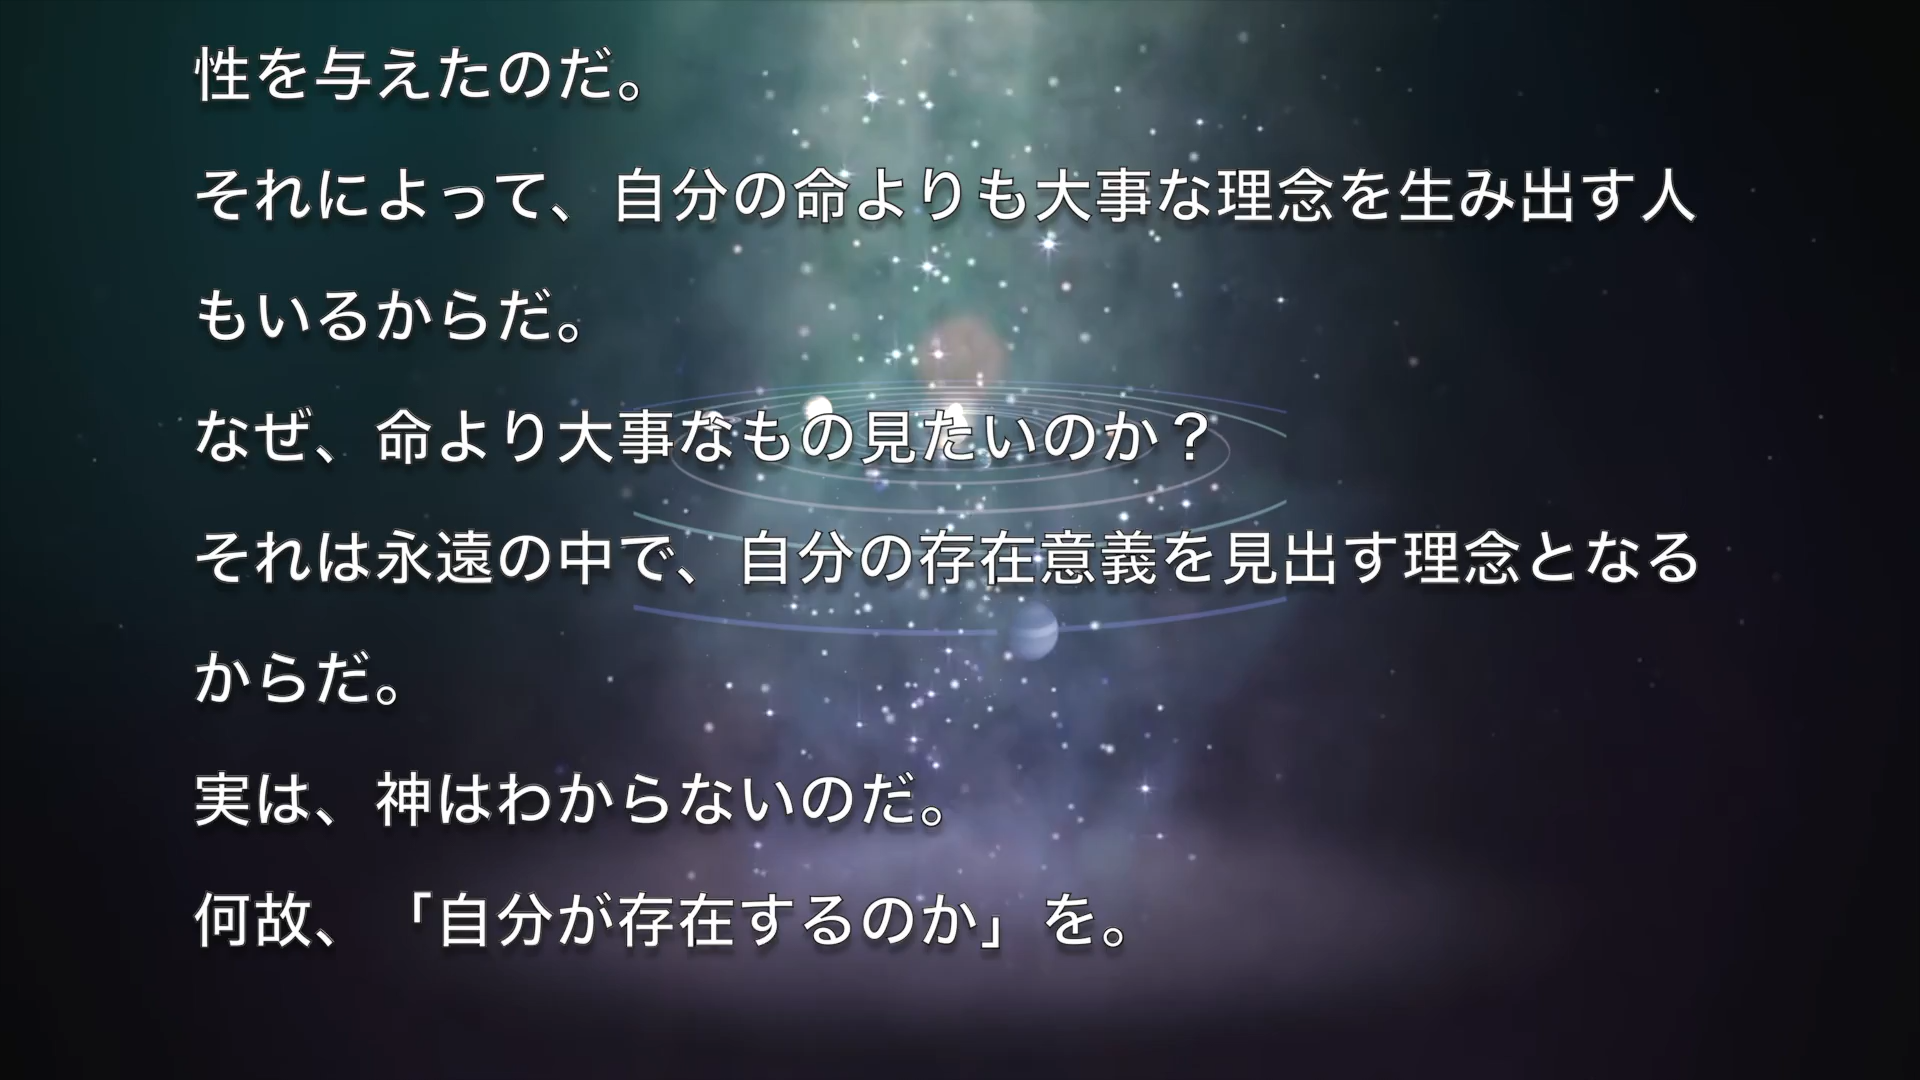 性を与えたのだ。
それによって、自分の命よりも大事な理念を生み出す人
もいるからだ。
なぜ、命より大事なもの見たいのか？
それは永遠の中で、自分の存在意義を見出す理念となる
からだ。
実は、神はわからないのだ。
何故、「自分が存在するのか」を。